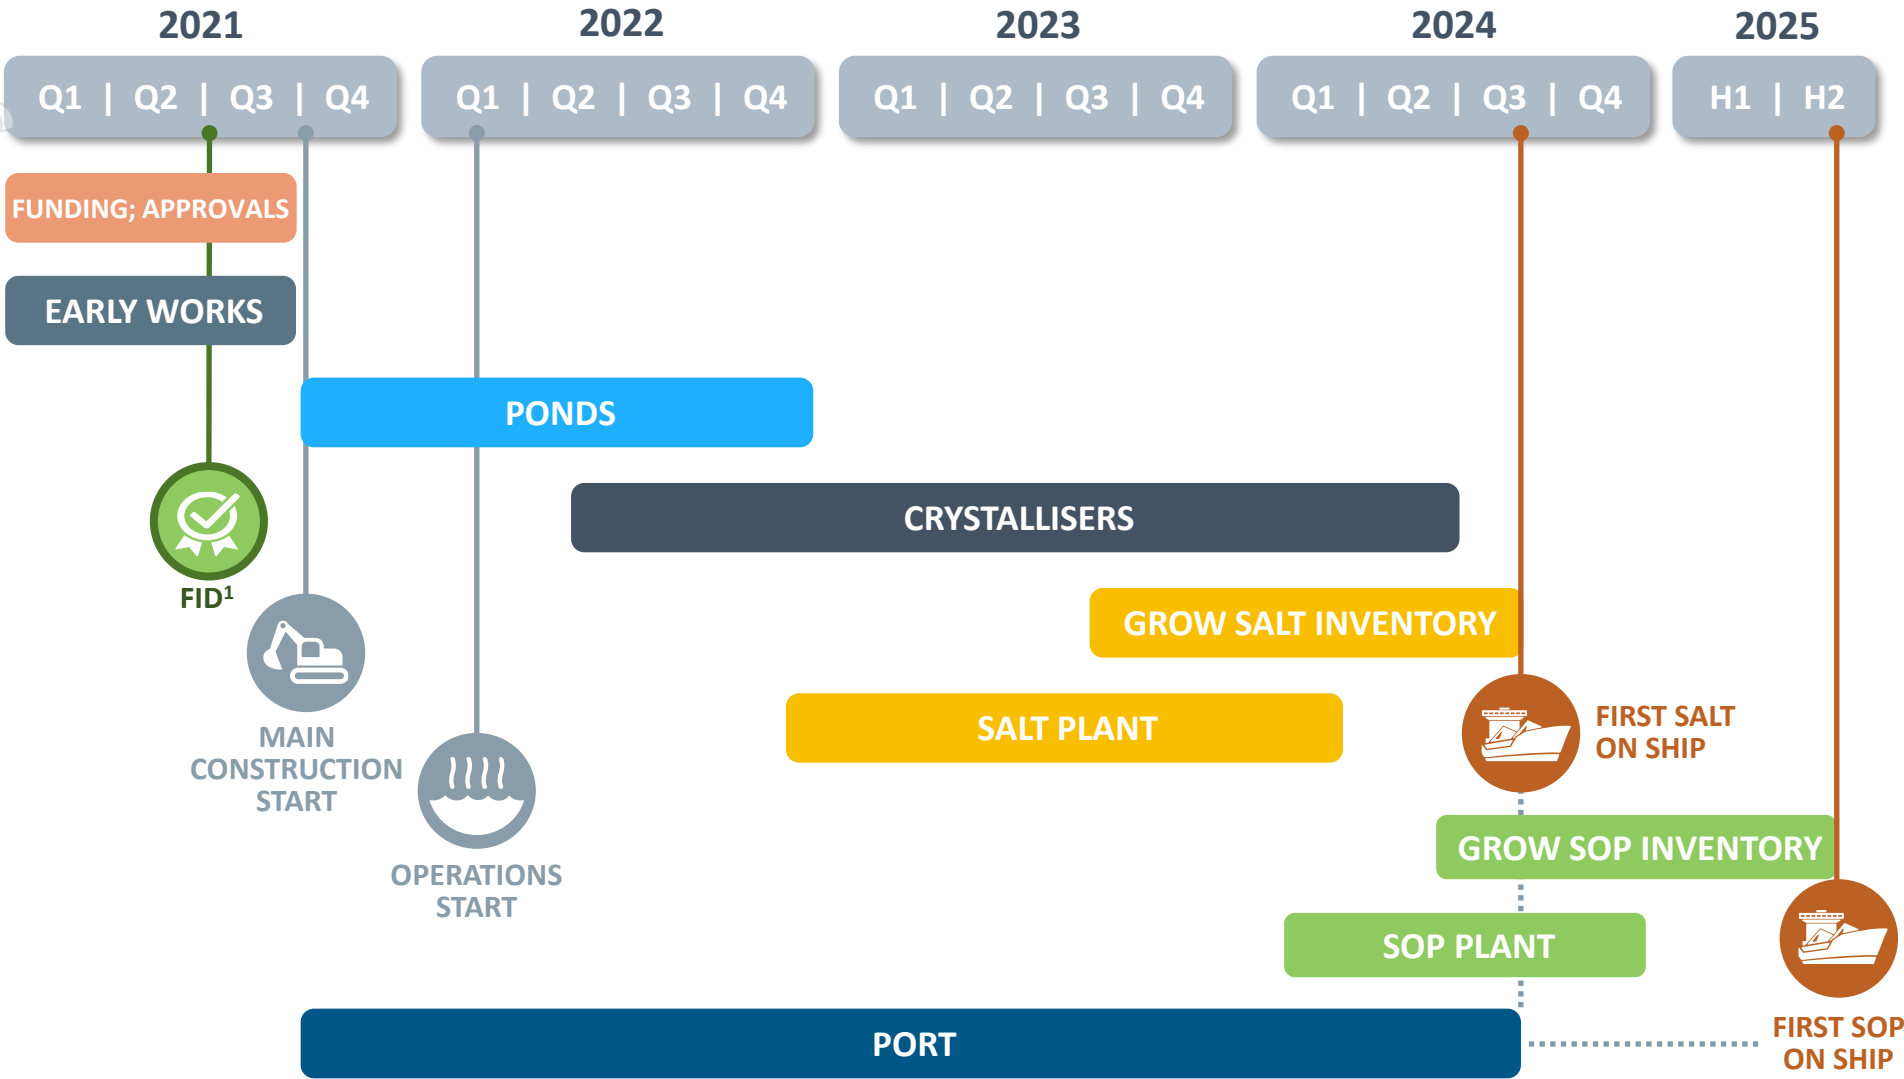 2021 2022 2023 2024 2025
Q1 | Q2 | Q3 | Q4 Q1 | Q2 | Q3 | Q4 Q1 | Q2 | Q3 | Q4 Q1 | Q2 | Q3 | Q4 H1 | H2
FUNDING; APPROVALS
EARLY WORKS
PONDS
CRYSTALLISERS
FID¹
GROW SALT INVENTORY
MAIN
CONSTRUCTION
START
SALT PLANT
FIRST SALT
ON SHIP
OPERATIONS
START
GROW SOP INVENTORY
SOP PLANT
PORT
FIRST SOP
ON SHIP